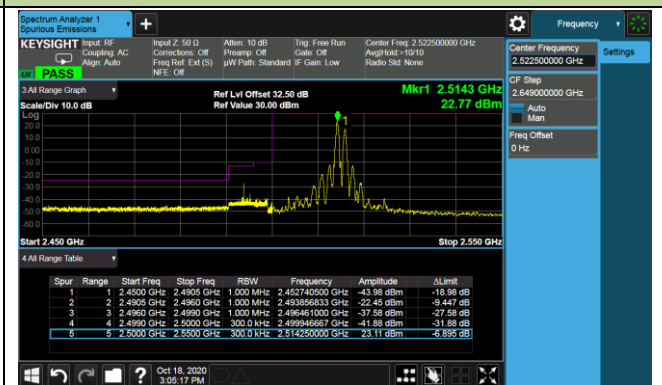 Spectrum Analyzer 1
Spurious Emissions
+
Frequency
KEYSIGHT Input: RF Input Z: 50 Ω Atten: 10 dB Trig: Free Run Center Freq: 2.522500000 GHz
Coupling: AC Corrections: Off Preamp: Off Gate: Off Avg|Hold:>10/10
Align: Auto Freq Ref: Ext (S) µW Path: Standard IF Gain: Low Radio Std: None
NFE: Off
PASS
Center Frequency
2.522500000 GHz
Settings
CF Step
2.649000000 GHz
Auto
Man
Freq Offset
0 Hz
3 All Range Graph
Ref Lvl Offset 32.50 dB
Mkr1 2.5143 GHz
Scale/Div 10.0 dB
Ref Value 30.00 dBm
22.77 dBm
Log
20.0
10.0
0.00
-10.0
-20.0
-30.0
-40.0
-50.0
-60.0
1
Start 2.450 GHz
Stop 2.550 GHz
4 All Range Table
Spur Range Start Freq Stop Freq RBW Frequency Amplitude ΔLimit
1 1 2.4500 GHz 2.4905 GHz 1.000 MHz 2.452740500 GHz -43.98 dBm -18.98 dB
2 2 2.4905 GHz 2.4960 GHz 1.000 MHz 2.493856833 GHz -22.45 dBm -9.447 dB
3 3 2.4960 GHz 2.4990 GHz 1.000 MHz 2.496461000 GHz -37.58 dBm -27.58 dB
4 4 2.4990 GHz 2.5000 GHz 300.0 kHz 2.499946667 GHz -41.88 dBm -31.88 dB
5 5 2.5000 GHz 2.5500 GHz 300.0 kHz 2.514250000 GHz 23.11 dBm -6.895 dB
?
Oct 18, 2020
3:05:17 PM